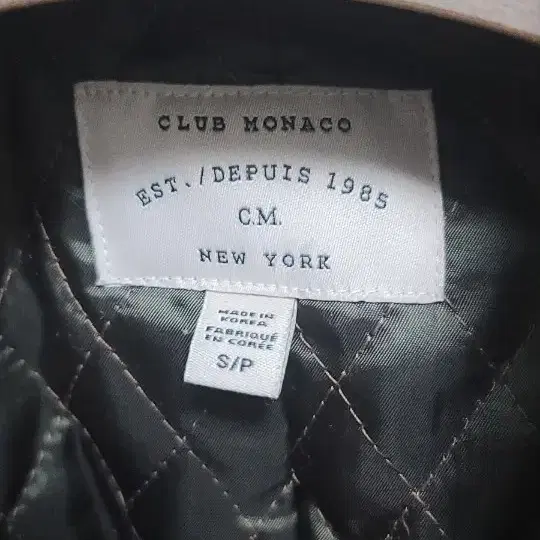 CLUB MONACO
EST./DEPUIS 1985
C.M.
NEW YORK
MADE IN
KOREA
FABRIQUÉ
EN CORÉE
S/P